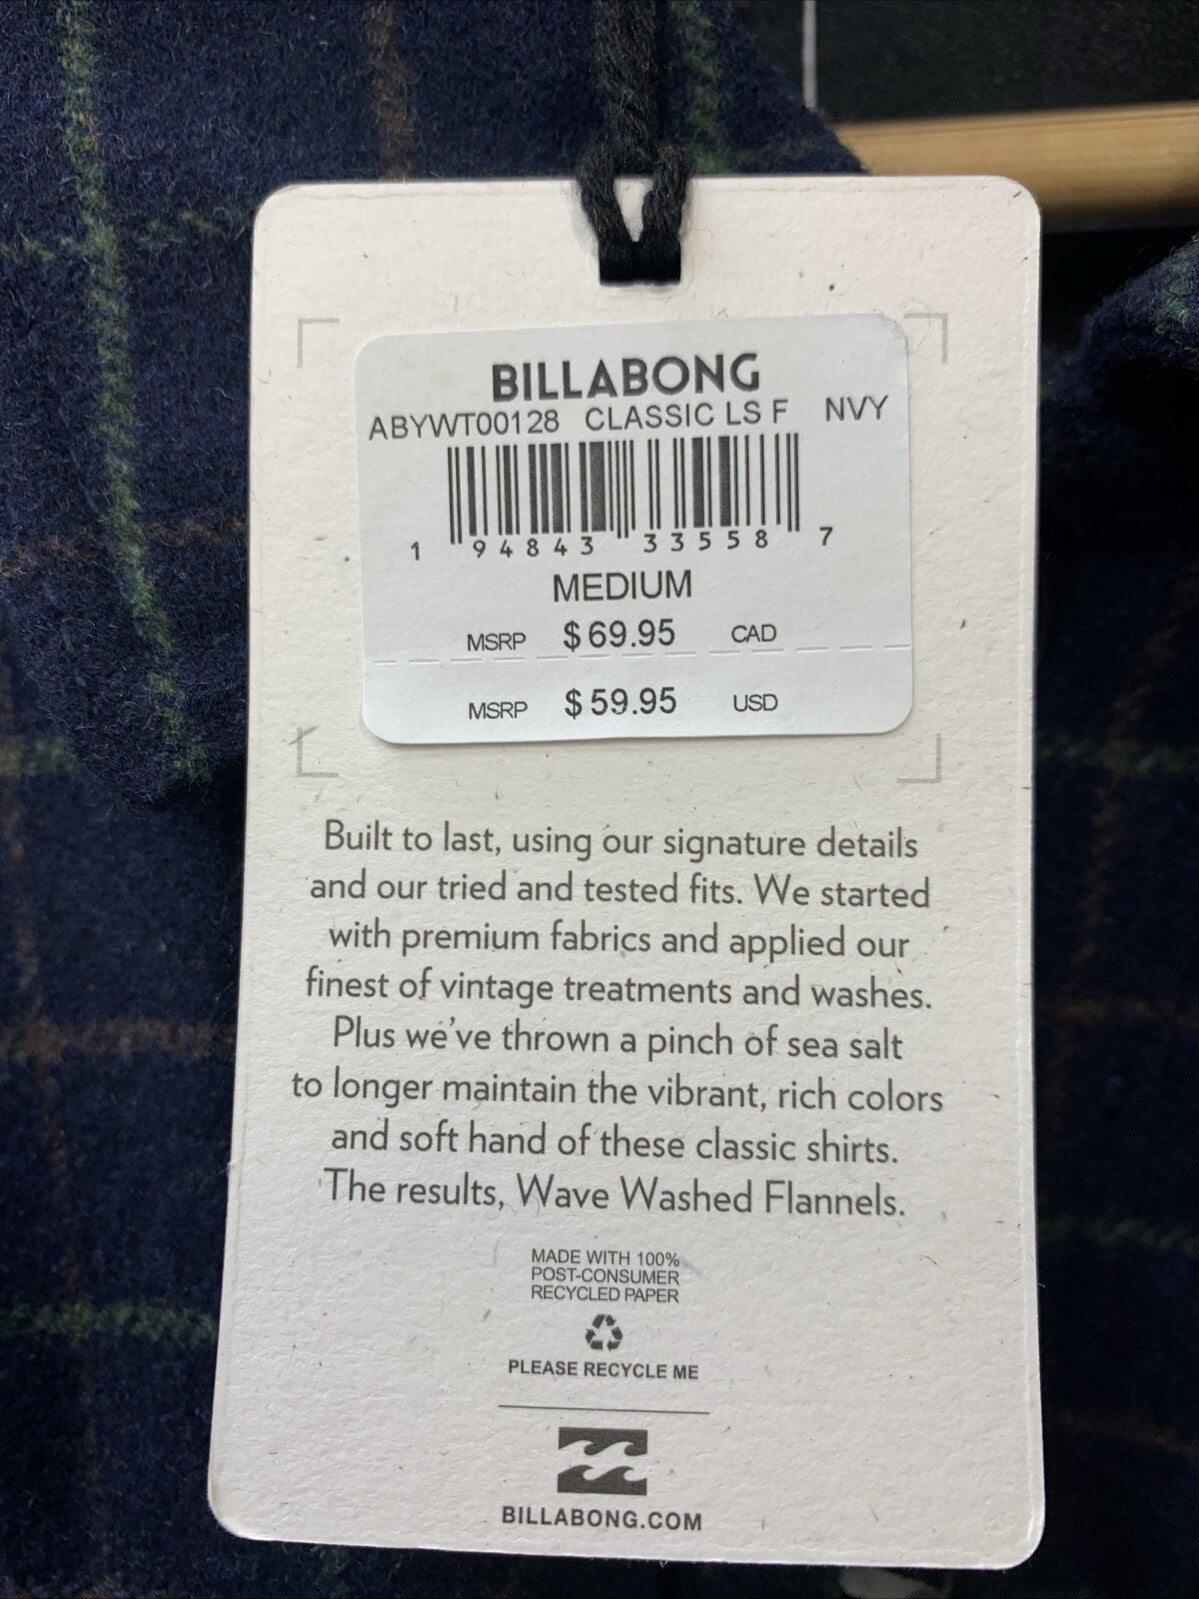 BILLABONG
ABYWT00128 CLASSIC LS F NVY
1 94843 33558 7
MEDIUM
MSRP $ 69.95 CAD
MSRP $ 59.95 USD
Built to last, using our signature details
and our tried and tested fits. We started
with premium fabrics and applied our
finest of vintage treatments and washes.
Plus we've thrown a pinch of sea salt
to longer maintain the vibrant, rich colors
and soft hand of these classic shirts.
The results, Wave Washed Flannels.
MADE WITH 100%
POST-CONSUMER
RECYCLED PAPER
PLEASE RECYCLE ME
BILLABONG.COM